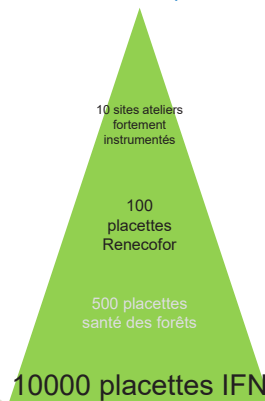 10 sites ateliers
fortement
instrumentés
100
placettes
Renecofor
500 placettes
santé des forêts
10000 placettes IFN